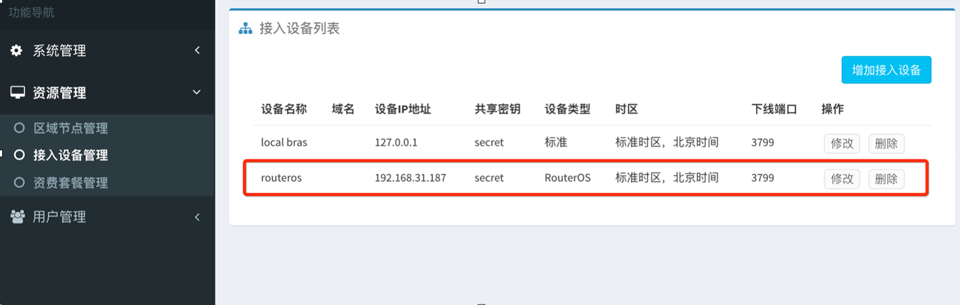 功能导航
系统管理
资源管理
区域节点管理
接入设备管理
资费套餐管理
用户管理
接入设备列表
增加接入设备
设备名称 域名 设备IP地址 共享密钥 设备类型 时区 下线端口 操作
local bras 127.0.0.1 secret 标准 标准时区，北京时间 3799 修改 删除
routeros 192.168.31.187 secret RouterOS 标准时区，北京时间 3799 修改 删除